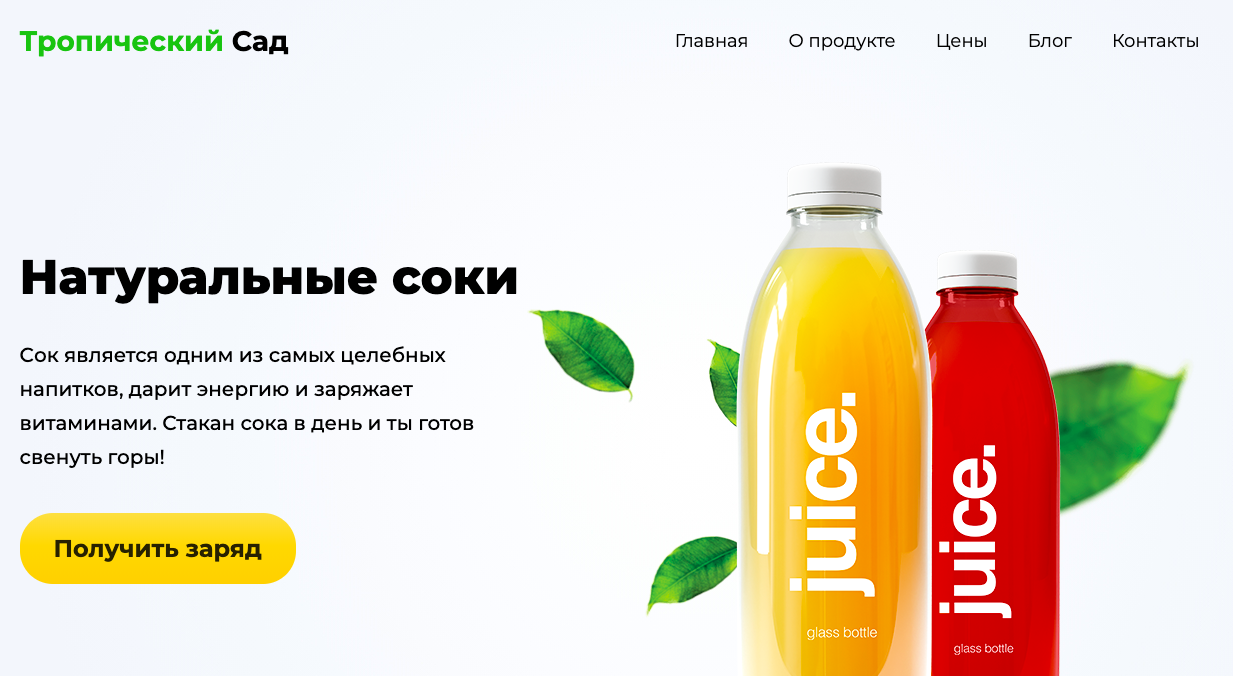 Тропический Сад
Главная О продукте Цены Блог Контакты
Натуральные соки
Сок является одним из самых целебных
напитков, дарит энергию и заряжает
витаминами. Стакан сока в день и ты готов
свенуть горы!
Получить заряд
juice.
glass bottle
juice.
glass bottle